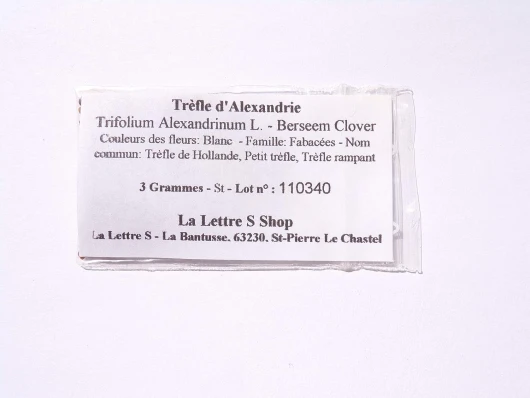 Trèfle d'Alexandrie
Trifolium Alexandrinum L. - Berseem Clover
Couleurs des fleurs: Blanc - Famille: Fabacées - Nom
commun: Trèfle de Hollande, Petit trèfle, Trèfle rampant
3 Grammes - St - Lot n° : 110340
La Lettre S Shop
La Lettre S - La Bantusse. 63230. St-Pierre Le Chastel